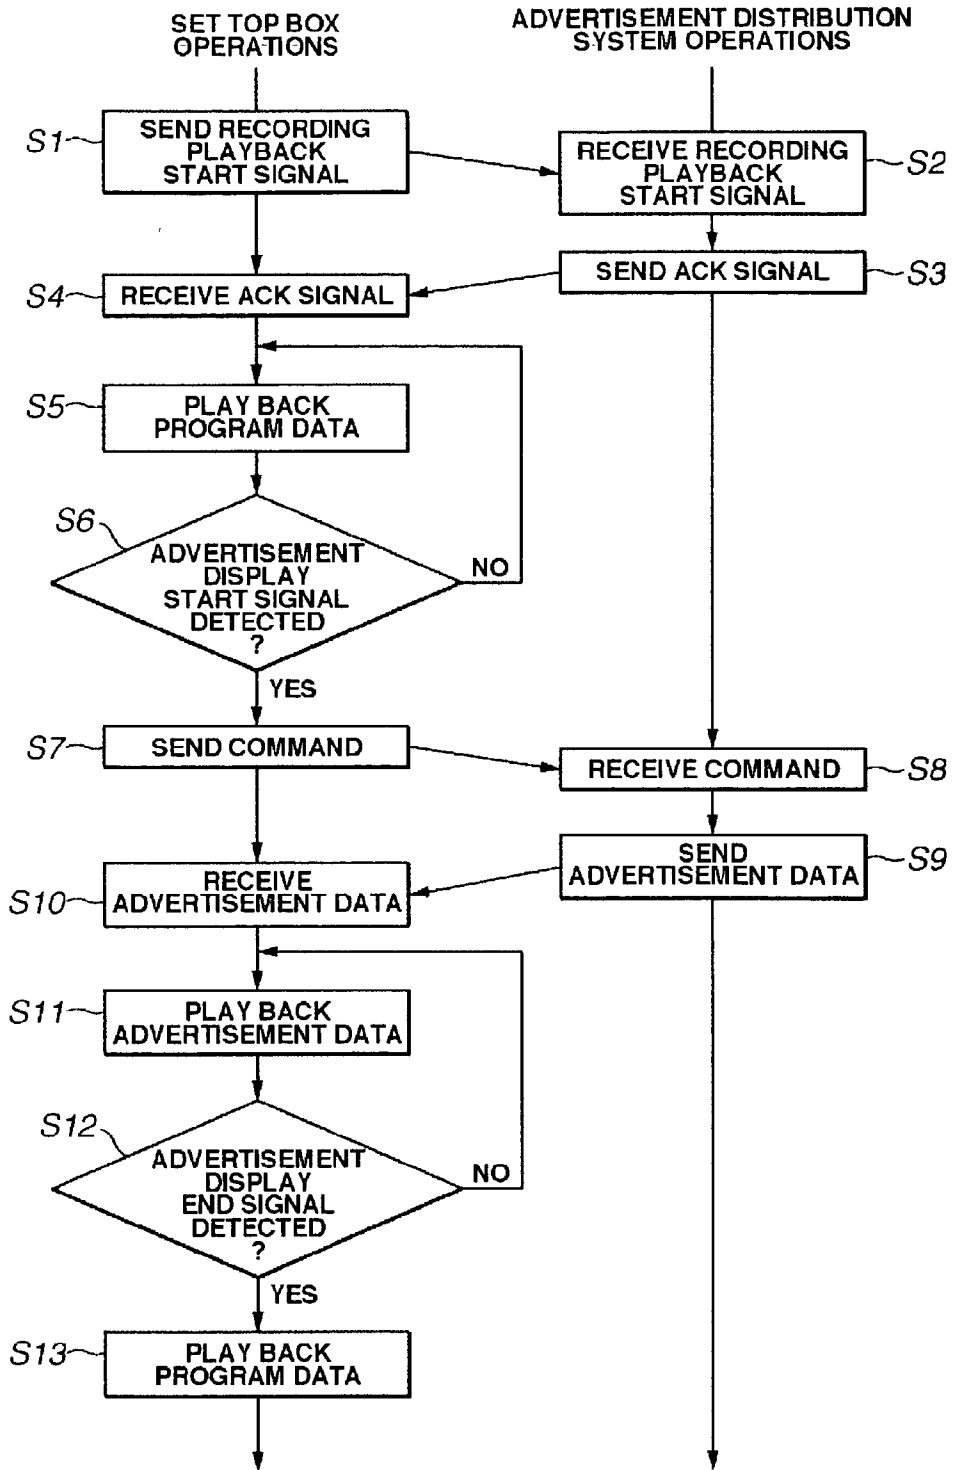 SET TOP BOX
OPERATIONS
ADVERTISEMENT DISTRIBUTION
SYSTEM OPERATIONS
S1
SEND RECORDING
PLAYBACK
START SIGNAL
RECEIVE RECORDING
PLAYBACK
START SIGNAL
S2
SEND ACK SIGNAL
S3
S4
RECEIVE ACK SIGNAL
S5
PLAY BACK
PROGRAM DATA
S6
ADVERTISEMENT
DISPLAY
START SIGNAL
DETECTED
?
NO
YES
S7
SEND COMMAND
RECEIVE COMMAND
S8
SEND
ADVERTISEMENT DATA
S9
S10
RECEIVE
ADVERTISEMENT DATA
S11
PLAY BACK
ADVERTISEMENT DATA
S12
ADVERTISEMENT
DISPLAY
END SIGNAL
DETECTED
?
NO
YES
S13
PLAY BACK
PROGRAM DATA